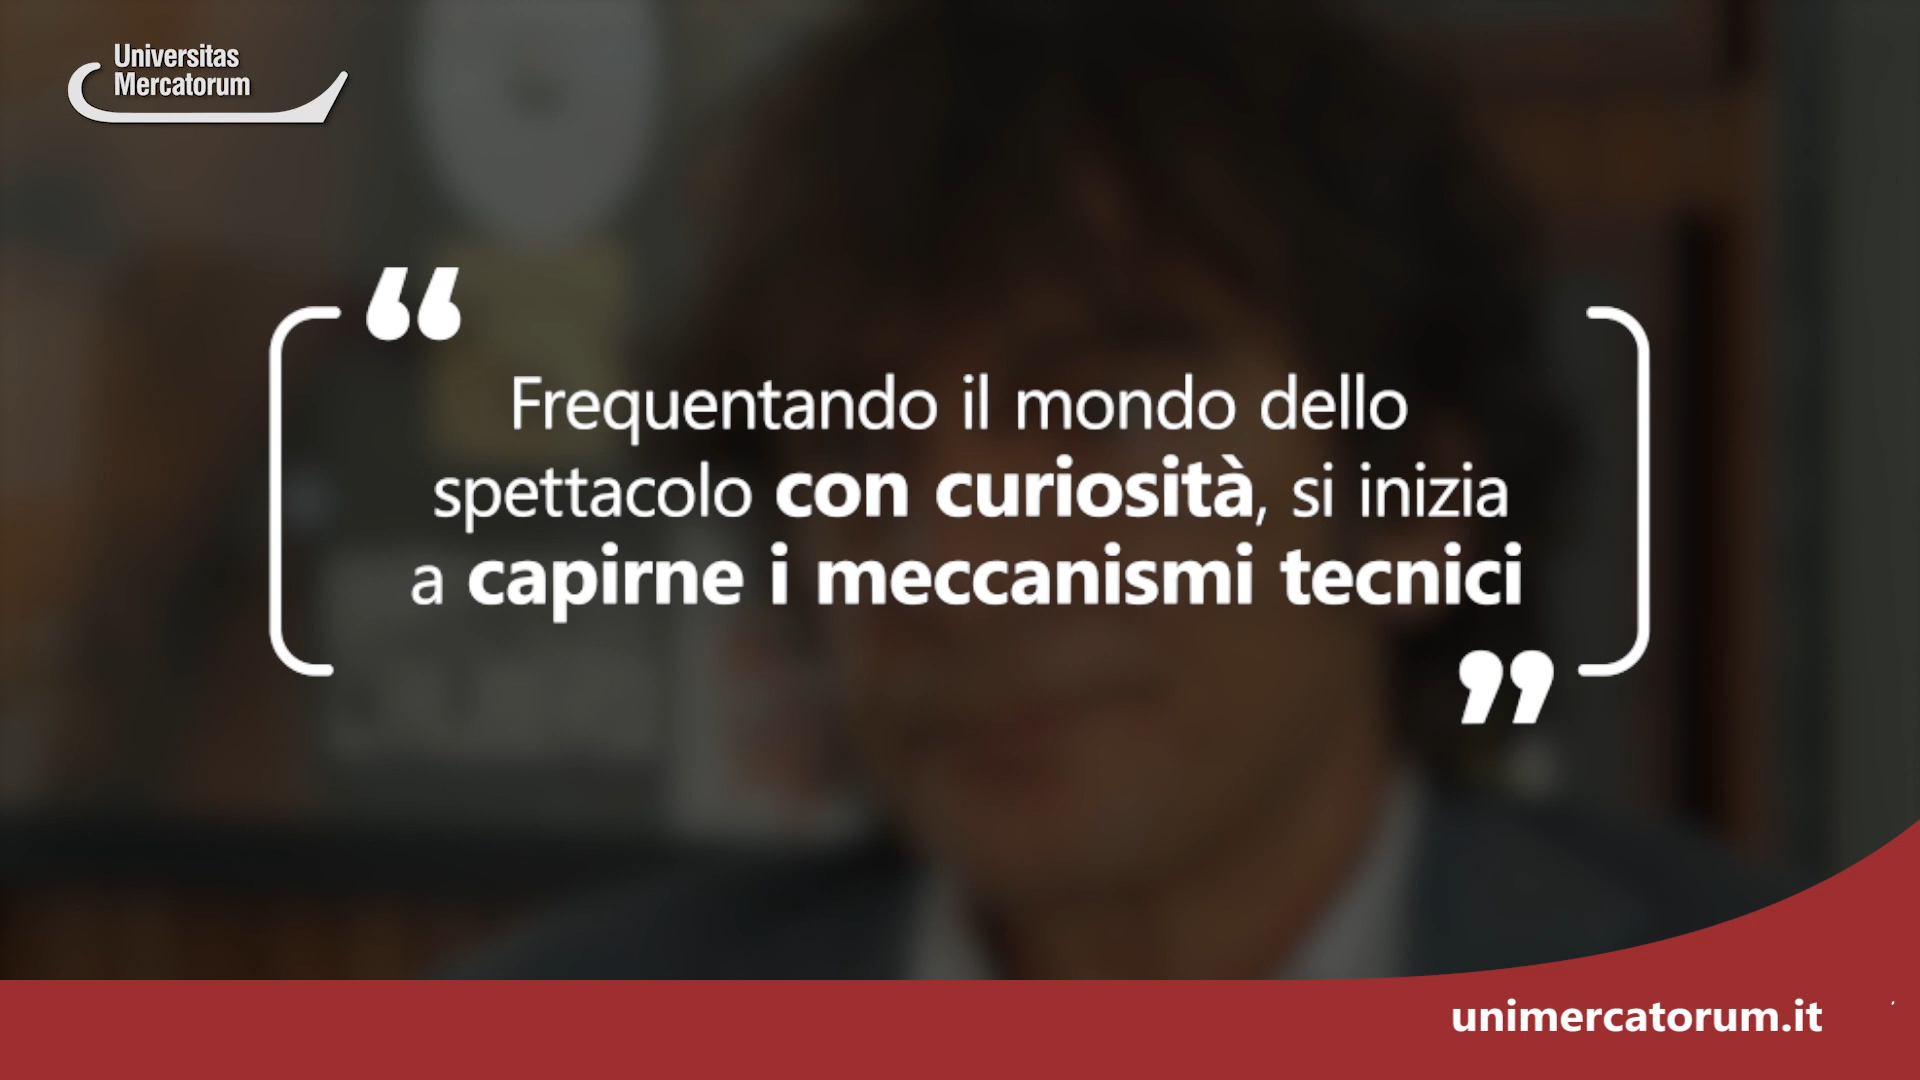 Universitas
Mercatorum
“
Frequentando il mondo dello
spettacolo con curiosità, si inizia
a capirne i meccanismi tecnici
”
unimercatorum.it